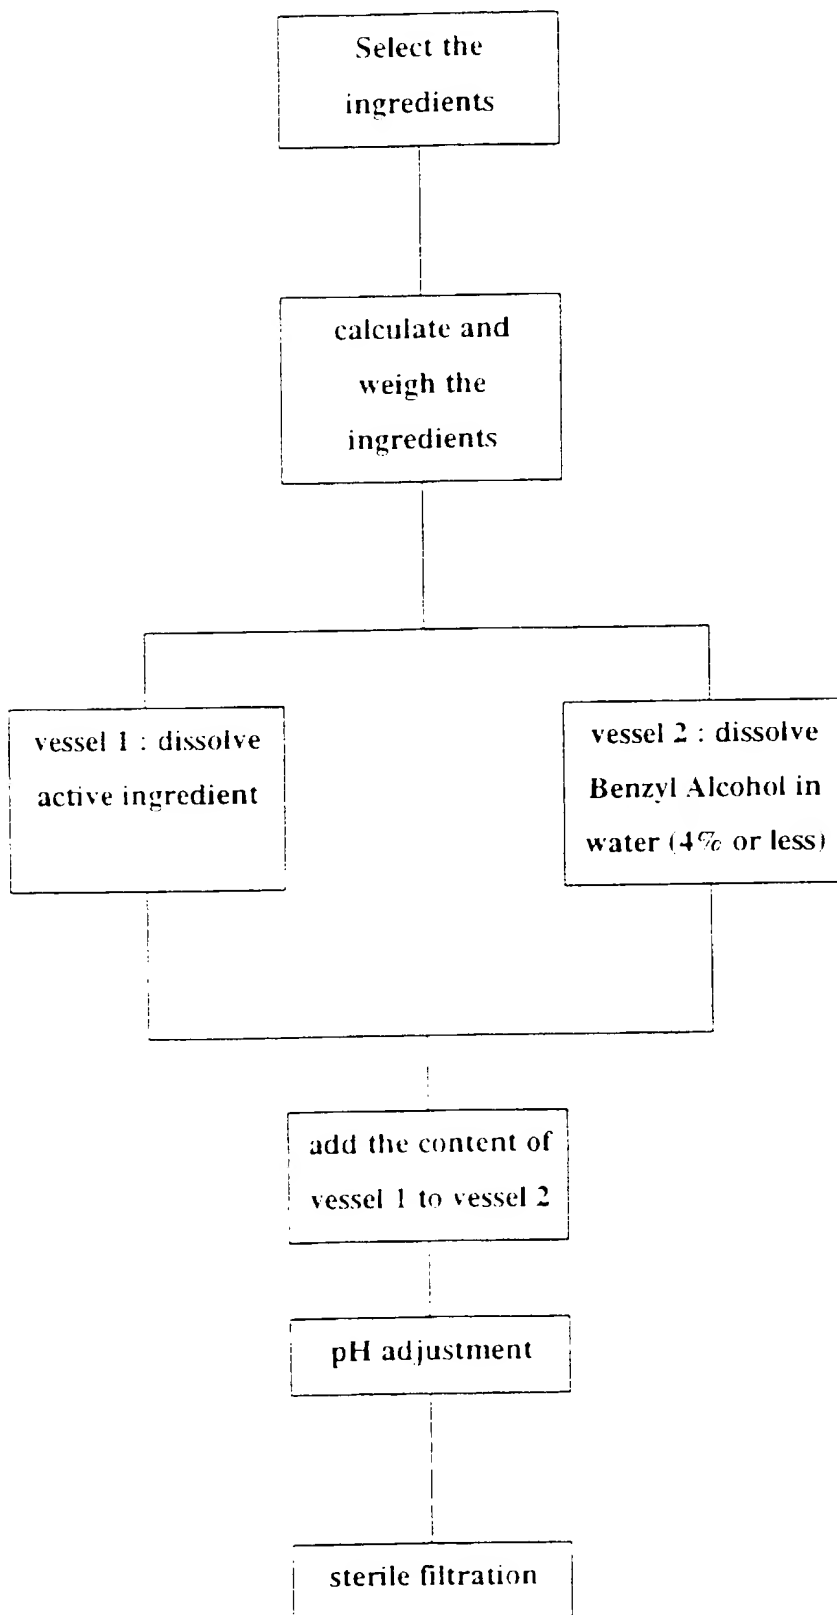 Select the
ingredients
calculate and
weigh the
ingredients
vessel 1 : dissolve
active ingredient
vessel 2 : dissolve
Benzyl Alcohol in
water (4% or less)
add the content of
vessel 1 to vessel 2
pH adjustment
sterile filtration